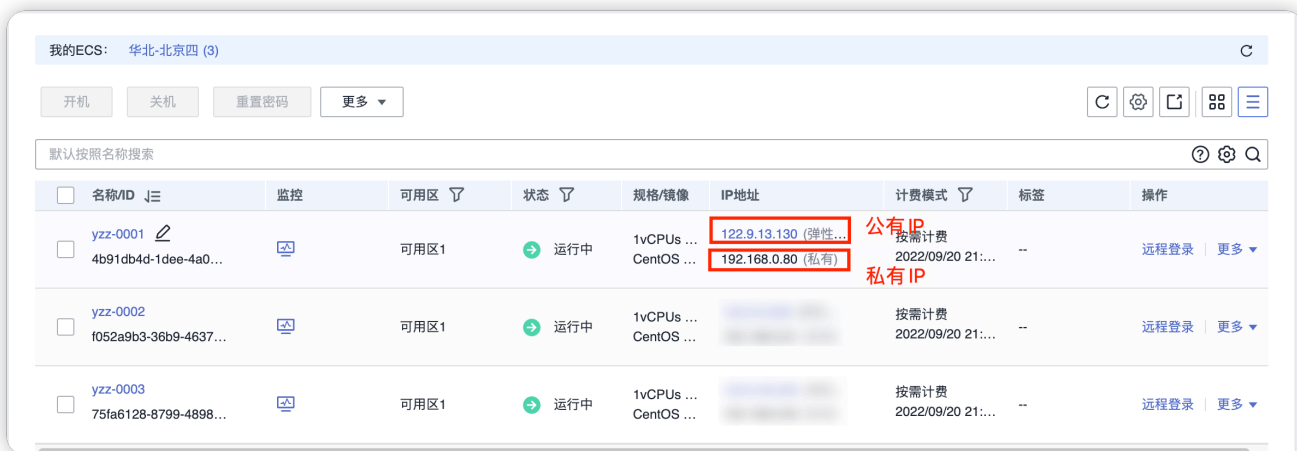 我的ECS： 华北-北京四 (3)
开机 关机 重置密码 更多
默认按照名称搜索
名称/ID 监控 可用区 状态 规格/镜像 IP地址 计费模式 标签 操作
yzz-0001 1vCPUs ... 122.9.13.130 (弹性... 公有IP 按需计费
4b91db4d-1dee-4a0... 可用区1 运行中 CentOS ... 192.168.0.80 (私有) 2022/09/20 21:... -- 远程登录 更多
私有IP
yzz-0002 1vCPUs ... 按需计费
f052a9b3-36b9-4637... 可用区1 运行中 CentOS ... 2022/09/20 21:... -- 远程登录 更多
yzz-0003 1vCPUs ... 按需计费
75fa6128-8799-4898... 可用区1 运行中 CentOS ... 2022/09/20 21:... -- 远程登录 更多